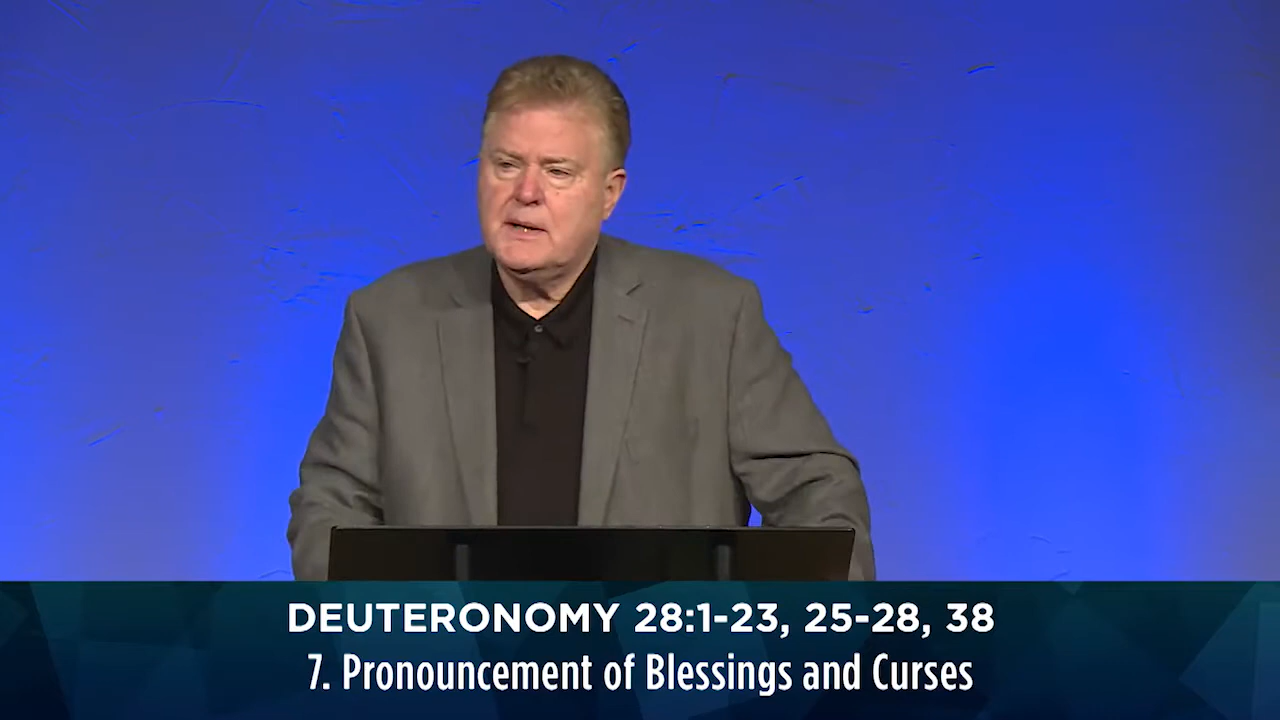 DEUTERONOMY 28:1-23, 25-28, 38
7. Pronouncement of Blessings and Curses